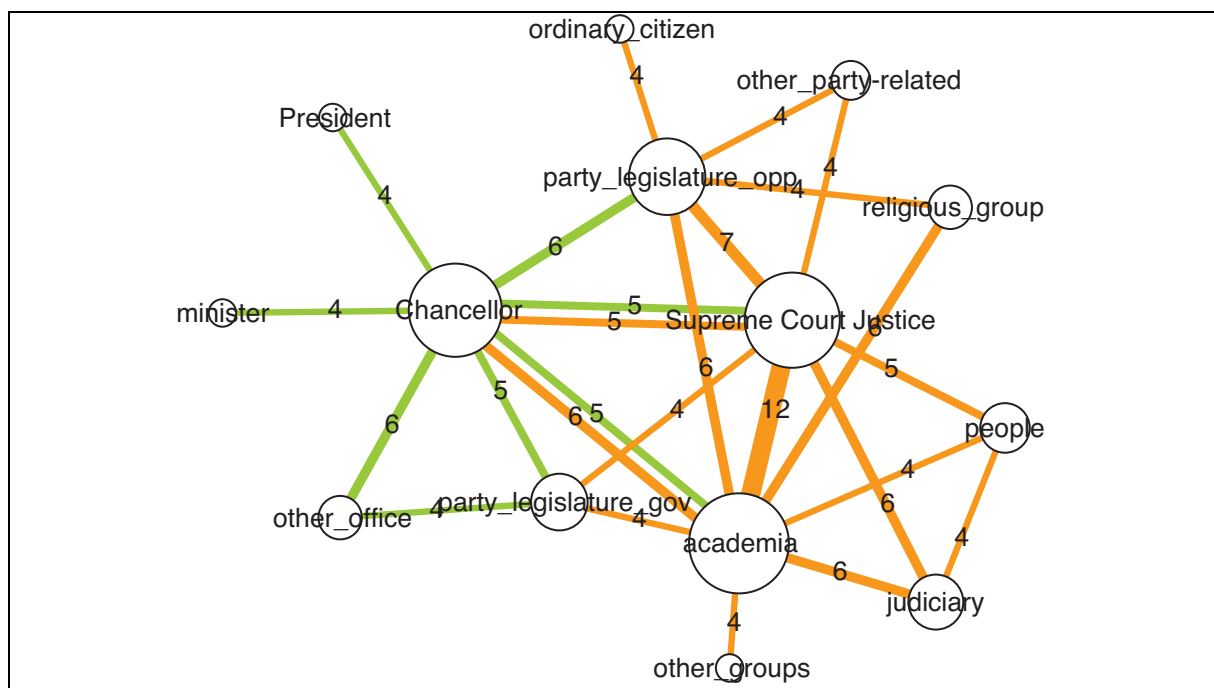 ordinary_citizen
4
other_party-related
President
4
4
4
party_legislature_opp
4
religious_group
6
7
minister
4
Chancellor
5
5
Supreme Court Justice
6
6
5
4
5
6
5
12
people
6
4
4
other_office
4
party_legislature_gov
4
6
4
academia
6
judiciary
4
other_groups